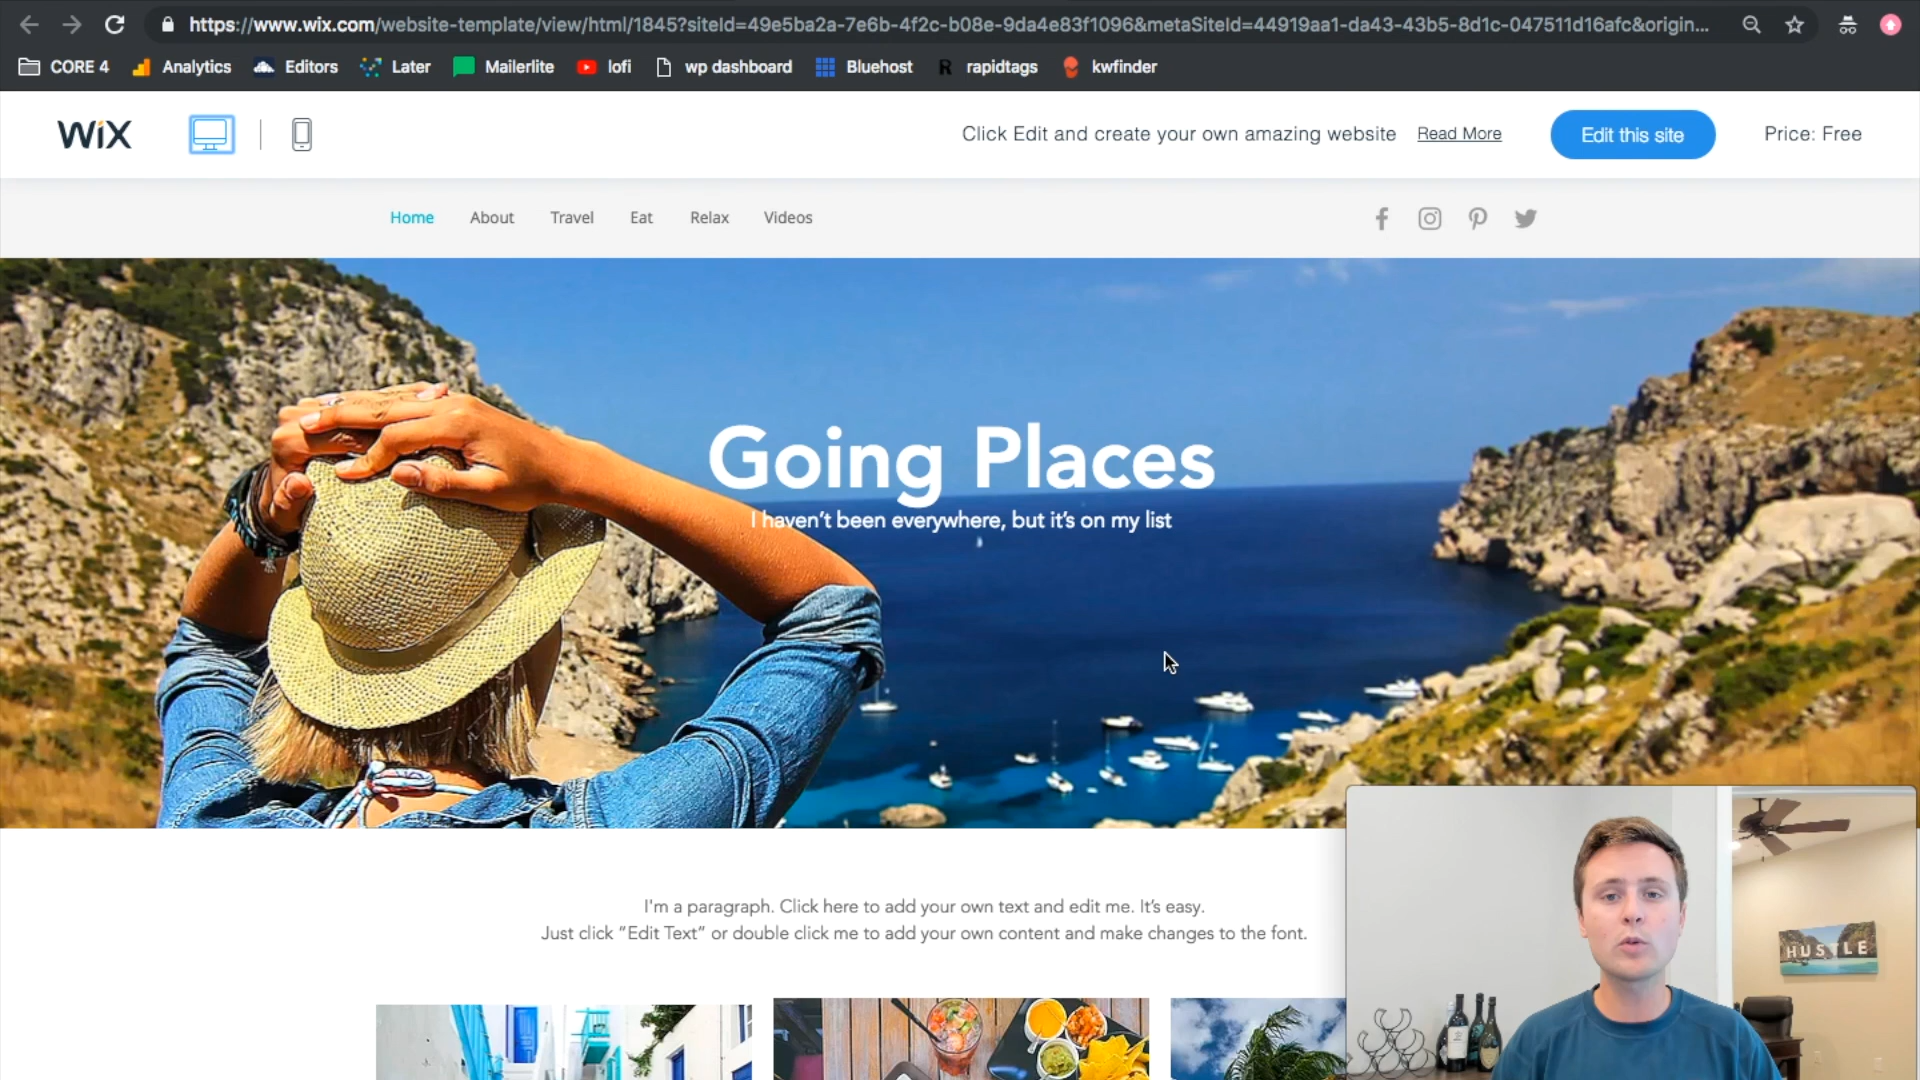 https://www.wix.com/website-template/view/html/1845?siteId=49e5ba2a-7e6b-4f2c-b08e-9da4e83f1096&metaSiteId=44919aa1-da43-43b5-8d1c-047511d16afc&origin...
CORE 4 Analytics Editors Later Mailerlite lofi wp dashboard Bluehost R rapidtags kwfinder
WiX Click Edit and create your own amazing website Read More Edit this site Price: Free
Home About Travel Eat Relax Videos
Going Places
I haven't been everywhere, but it's on my list
I'm a paragraph. Click here to add your own text and edit me. It's easy.
Just click “Edit Text” or double click me to add your own content and make changes to the font.
HUSTLE